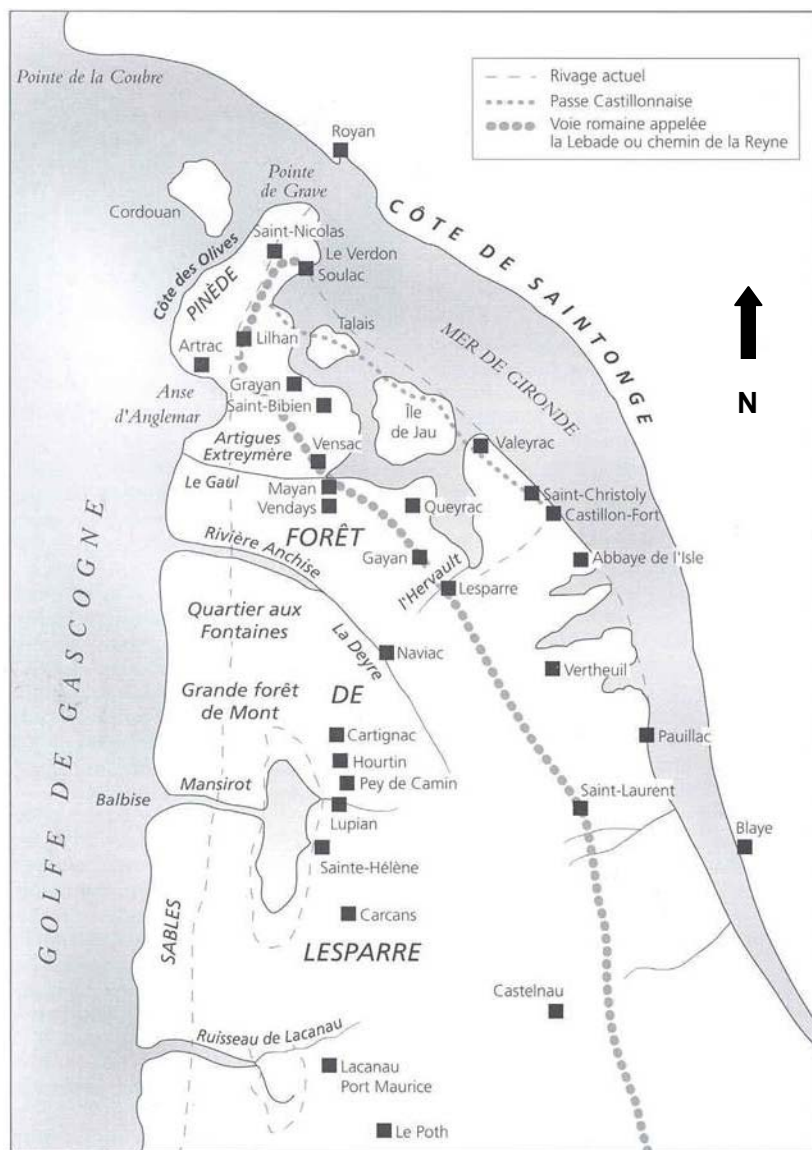 Pointe de la Coubre
Rivage actuel
Passe Castillonnaise
Voie romaine appelée
la Lebade ou chemin de la Reyne
Royan
Pointe
de Grave
Cordouan
CÔTE DE SAINTONGE
Saint-Nicolas
Le Verdon
Soulac
Côte des Olives
PINÈDE
Talais
MER DE GIRONDE
N
Lilhan
Artrac
Grayan
Saint-Bibien
Anse
d'Anglemar
Île
de Jau
Artigues
Extreymère
Vensac
Valeyrac
Le Gaul
Mayan
Vendays
Queyrac
Saint-Christoly
Castillon-Fort
FORÊT
Rivière Anchise
Gayan
l'Hervault
Abbaye de l'Isle
Lesparre
Quartier aux
Fontaines
La Deyre
Naviac
Vertheuil
GOLFE DE GASCOGNE
Grande forêt
de Mont
DE
Cartignac
Pauillac
Hourtin
Pey de Camin
Mansirot
Balbise
Lupian
Saint-Laurent
Sainte-Hélène
Blaye
SABLES
Carcans
LESPARRE
Castelnau
Ruisseau de Lacanau
Lacanau
Port Maurice
Le Poth